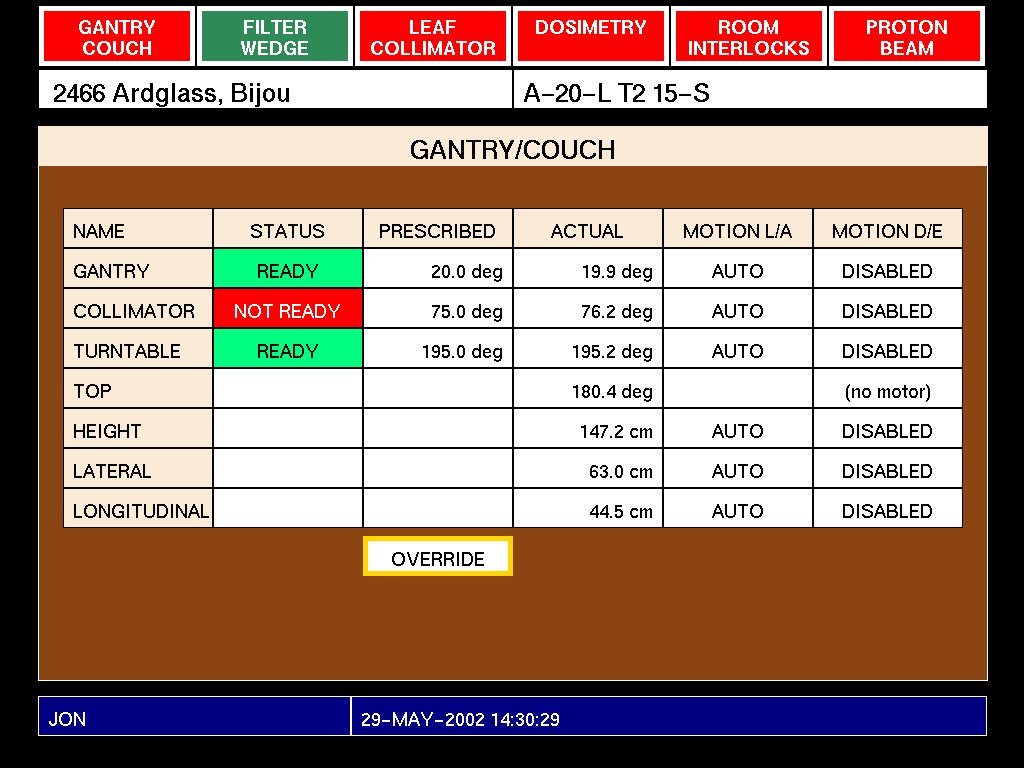 GANTRY COUCH FILTER WEDGE LEAF COLLIMATOR DOSIMETRY ROOM INTERLOCKS PROTON BEAM
2466 Ardglass, Bijou A-20-L T2 15-S
GANTRY/COUCH
NAME STATUS PRESCRIBED ACTUAL MOTION L/A MOTION D/E
GANTRY READY 20.0 deg 19.9 deg AUTO DISABLED
COLLIMATOR NOT READY 75.0 deg 76.2 deg AUTO DISABLED
TURNTABLE READY 195.0 deg 195.2 deg AUTO DISABLED
TOP 180.4 deg (no motor)
HEIGHT 147.2 cm AUTO DISABLED
LATERAL 63.0 cm AUTO DISABLED
LONGITUDINAL 44.5 cm AUTO DISABLED
OVERRIDE
JON 29-MAY-2002 14:30:29